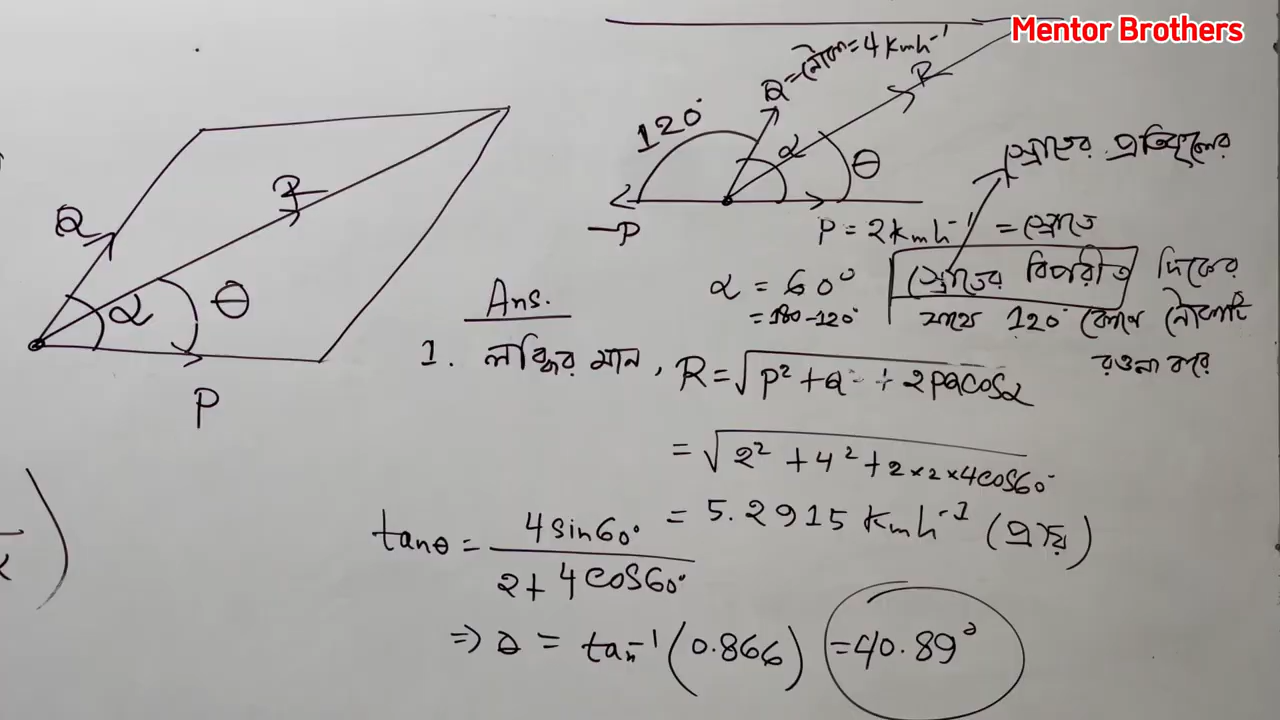 Mentor Brothers
Q = নৌকা = 4 kmh⁻¹
R
120°
α
θ
স্রোতের প্রতিকূলের
-P
P = 2 kmh⁻¹ = স্রোত
Q
R
α
θ
P
α = 60°
= 180-120°
স্রোতের বিপরীত দিকের
সাথে 120° কোণে নৌকাটি
রওনা করে
Ans.
1. লব্ধির মান, R = √P² + Q² + 2PQcosα
= √2² + 4² + 2×2×4cos60°
= 5.2915 kmh⁻¹ (প্রায়)
tanθ = 4sin60° / 2 + 4cos60°
⇒ θ = tan⁻¹ (0.866) = 40.89°